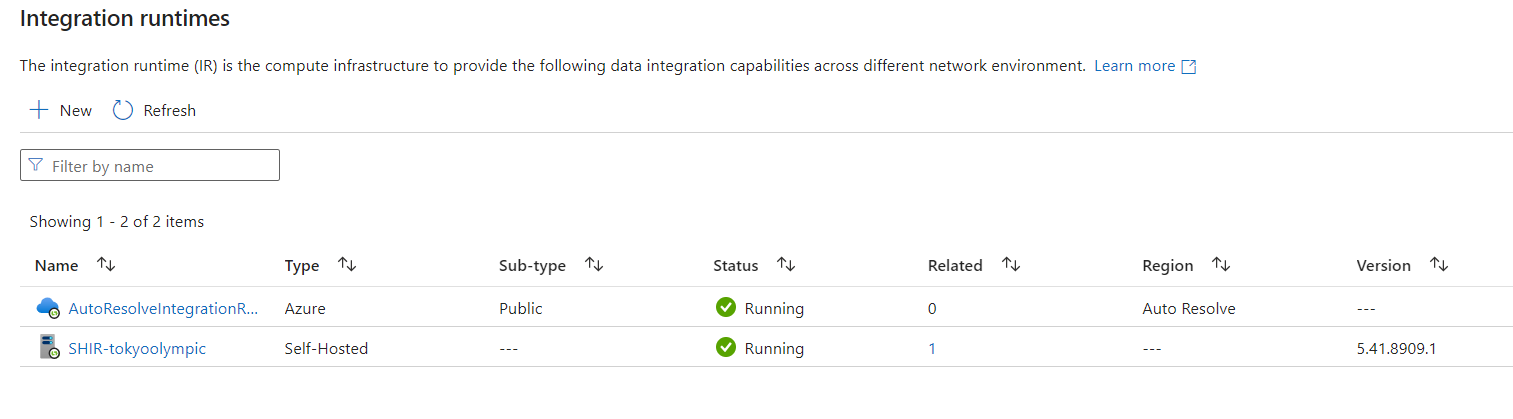 Integration runtimes
The integration runtime (IR) is the compute infrastructure to provide the following data integration capabilities across different network environment. Learn more
New Refresh
Filter by name
Showing 1 - 2 of 2 items
Name Type Sub-type Status Related Region Version
AutoResolveIntegrationR... Azure Public Running 0 Auto Resolve ---
SHIR-tokyoolympic Self-Hosted --- Running 1 --- 5.41.8909.1